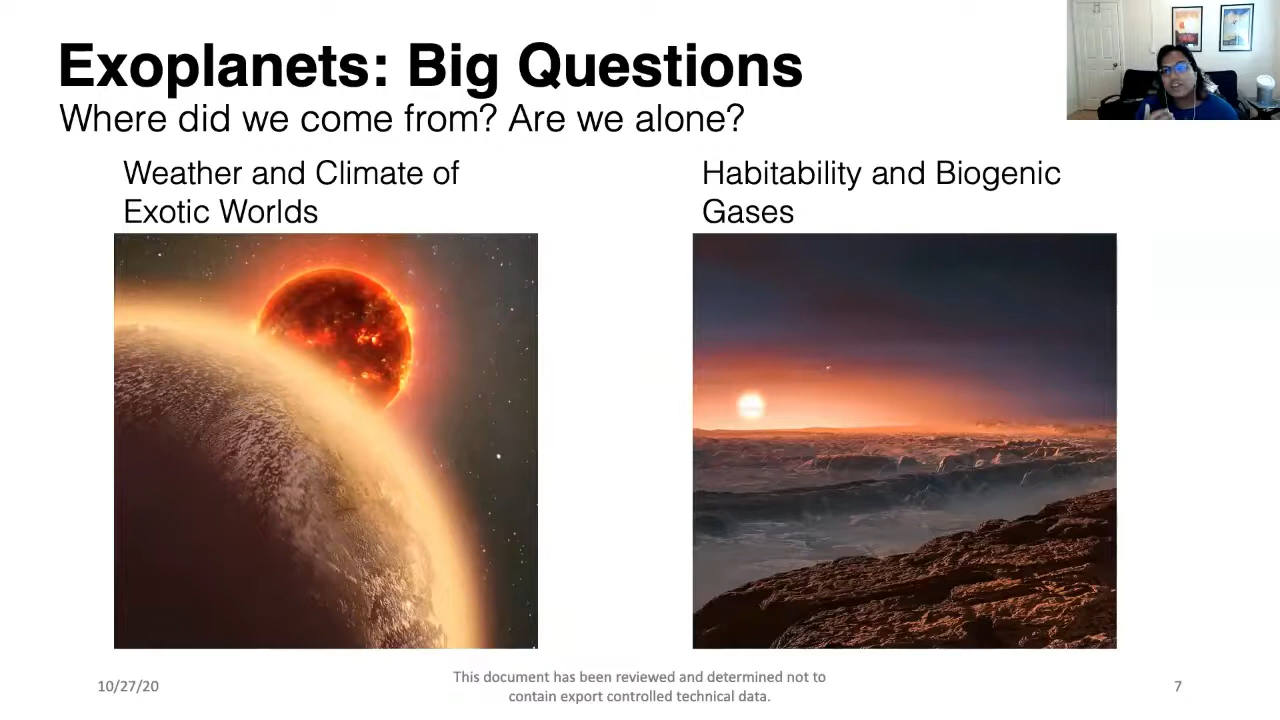 Exoplanets: Big Questions
Where did we come from? Are we alone?
Weather and Climate of
Exotic Worlds
Habitability and Biogenic
Gases
10/27/20
This document has been reviewed and determined not to
contain export controlled technical data.
7